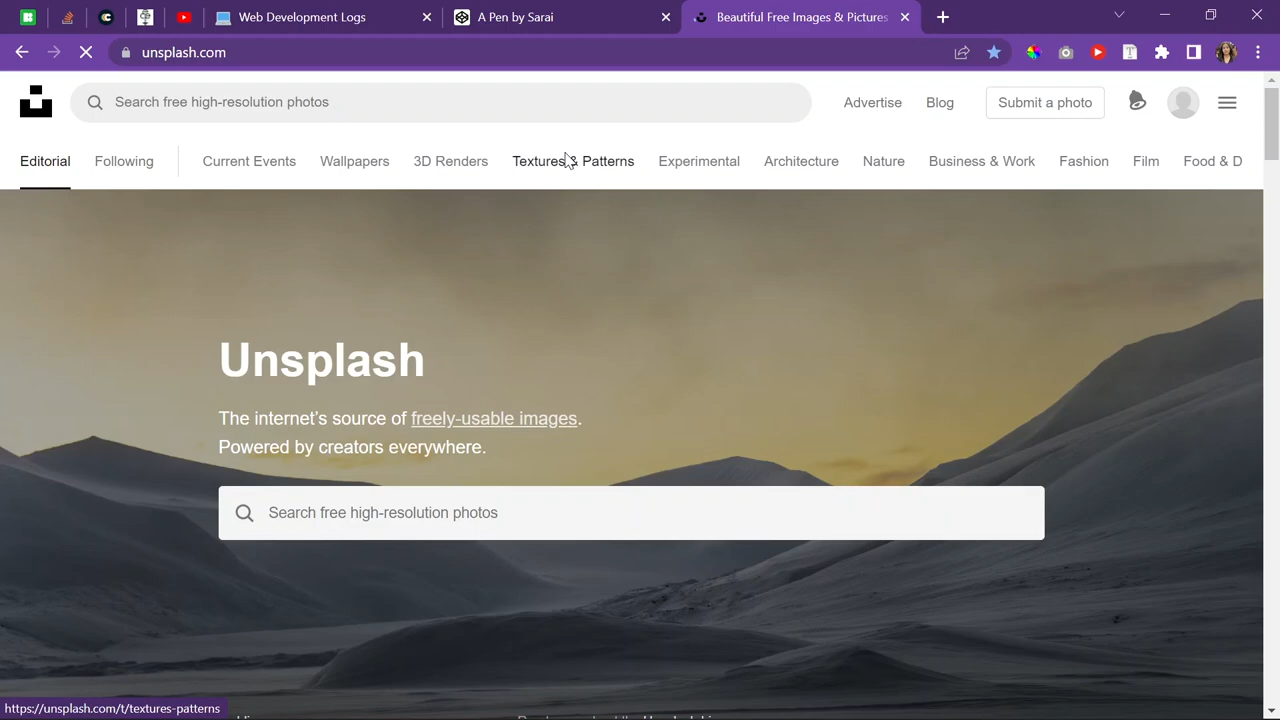 Web Development Logs
A Pen by Sarai
Beautiful Free Images & Pictures
unsplash.com
Search free high-resolution photos
Advertise
Blog
Submit a photo
Editorial
Following
Current Events
Wallpapers
3D Renders
Textures & Patterns
Experimental
Architecture
Nature
Business & Work
Fashion
Film
Food & D
Unsplash
The internet’s source of freely-usable images.
Powered by creators everywhere.
Search free high-resolution photos
https://unsplash.com/t/textures-patterns